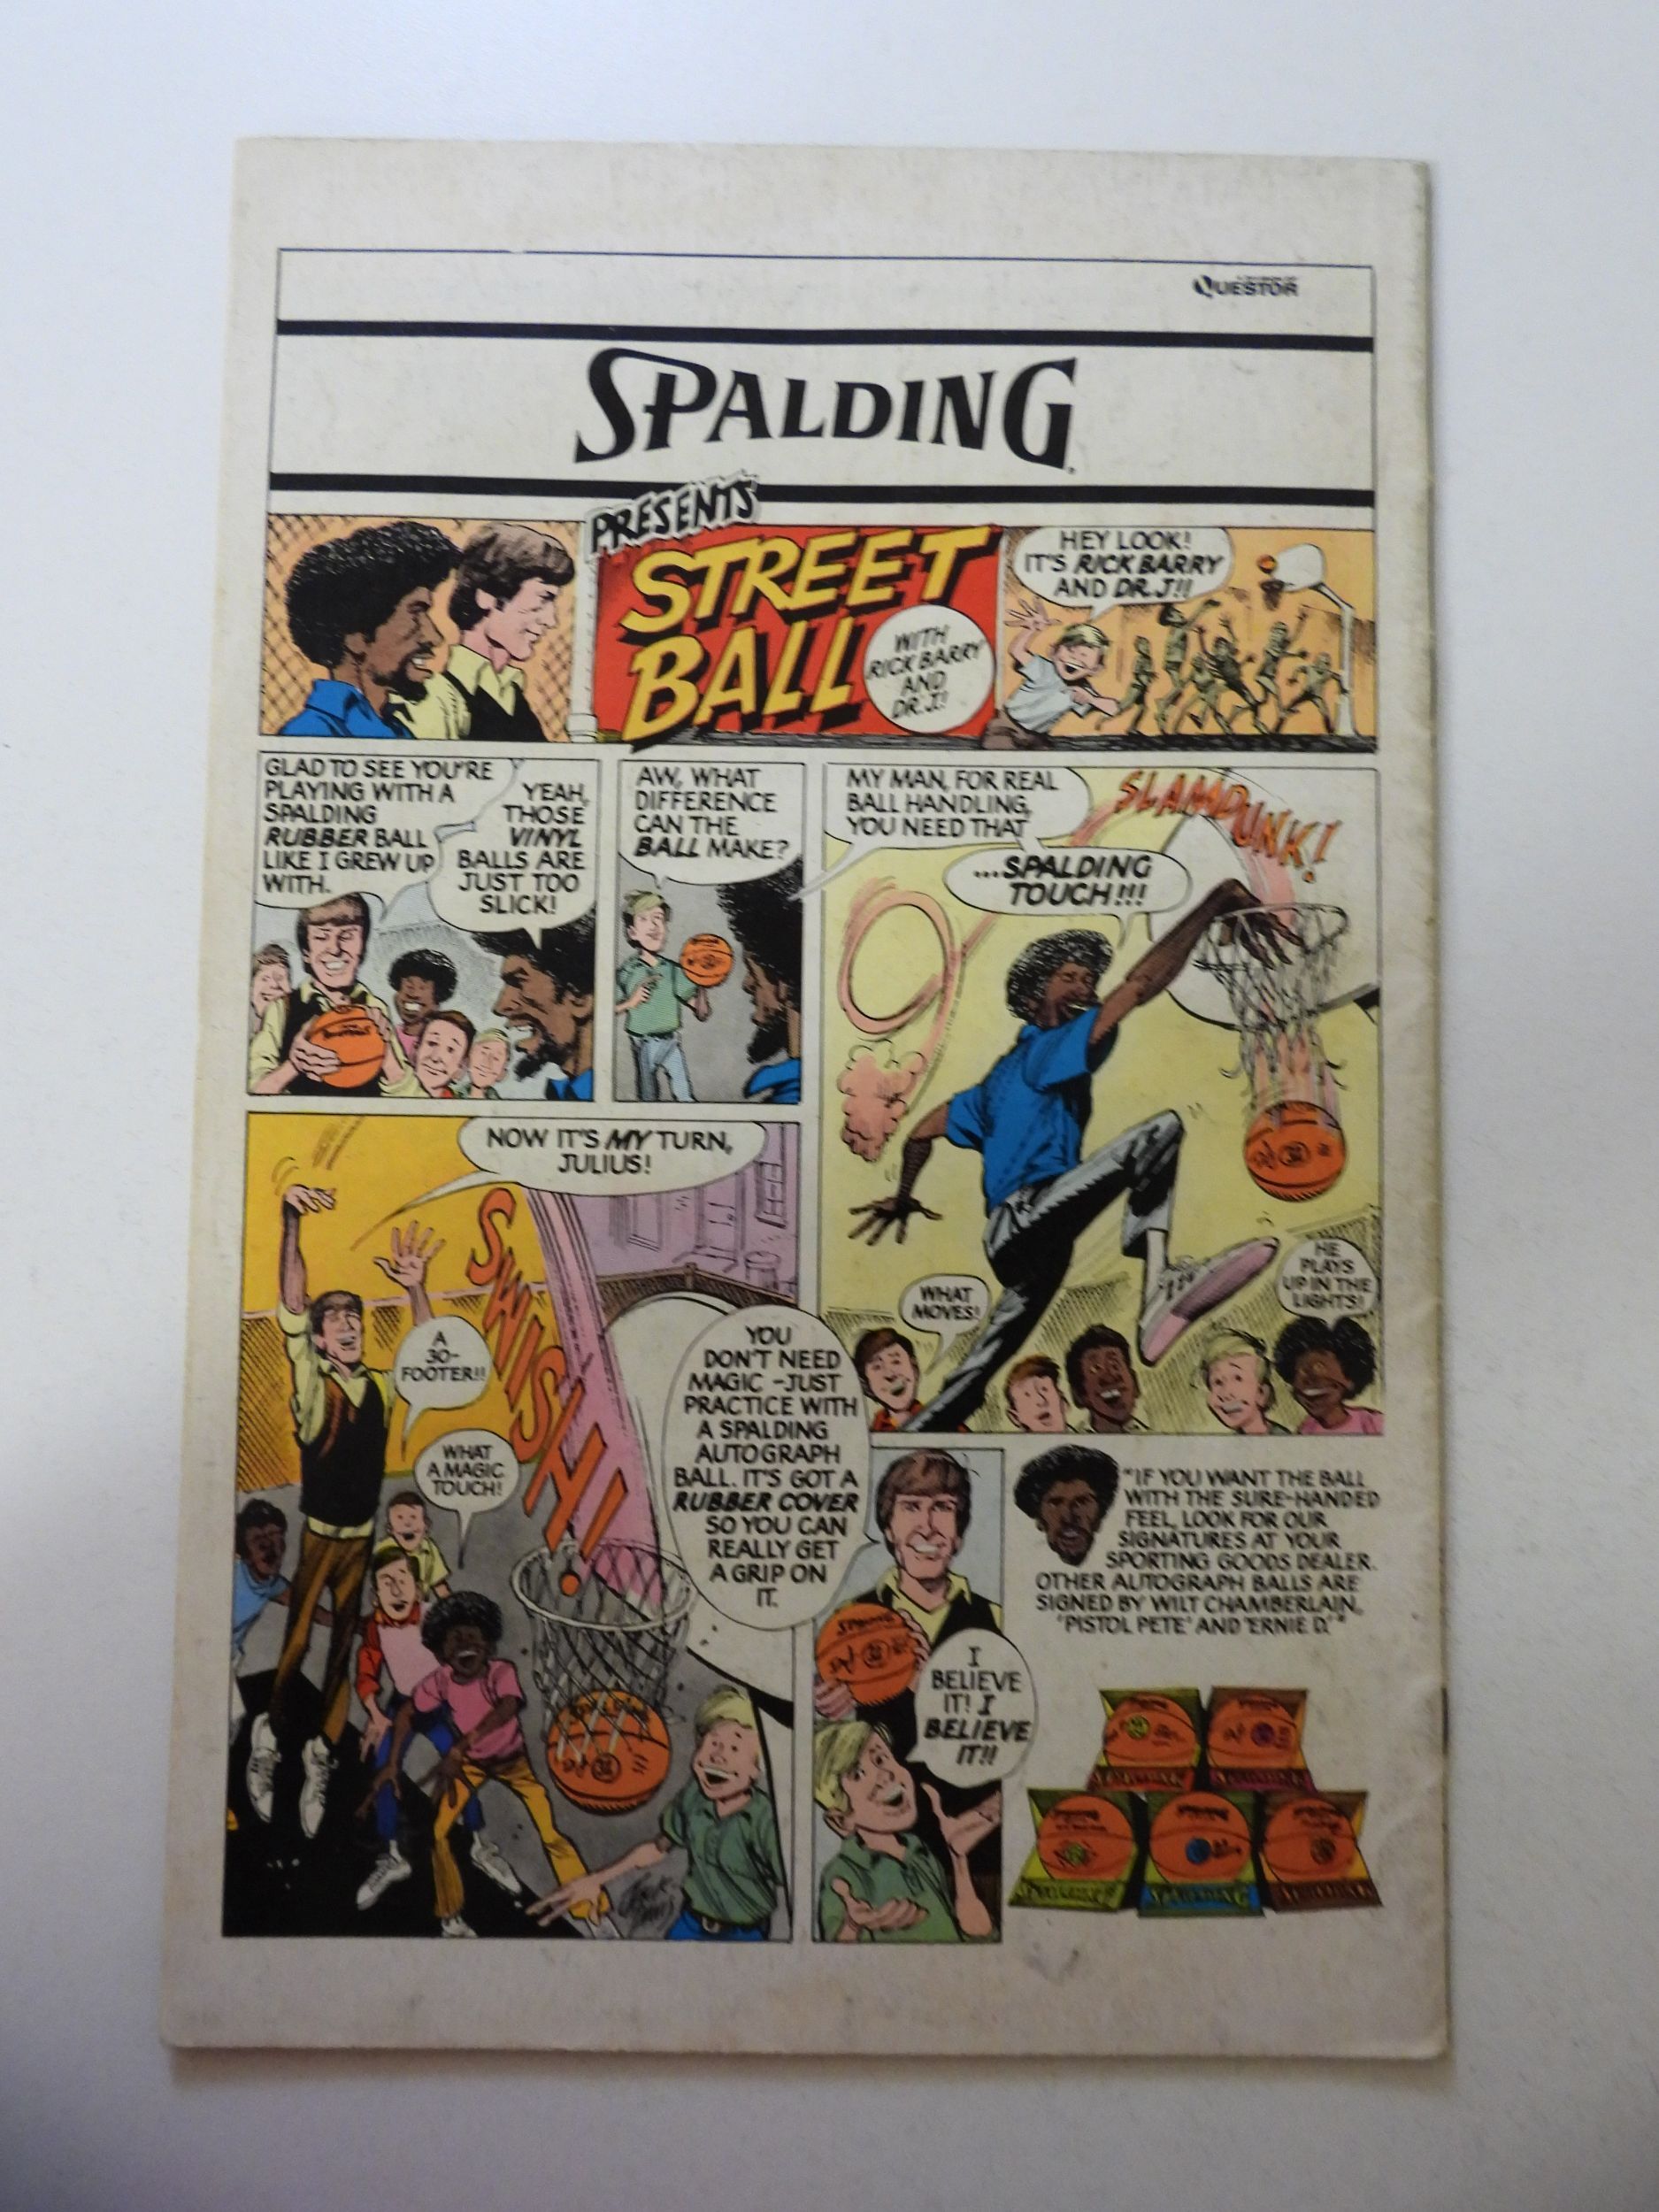 QUESTOR
SPALDING
PRESENTS
STREET
BALL
WITH
RICK BARRY
AND
DR. J!
HEY LOOK!
IT'S RICK BARRY
AND DR. J!!
GLAD TO SEE YOU'RE
PLAYING WITH A
SPALDING
RUBBER BALL
LIKE I GREW UP
WITH.
YEAH,
THOSE
VINYL
BALLS ARE
JUST TOO
SLICK!
AW, WHAT
DIFFERENCE
CAN THE
BALL MAKE?
MY MAN, FOR REAL
BALL HANDLING,
YOU NEED THAT
...SPALDING
TOUCH!!!
SLAMDUNK!
WHAT
MOVES!
HE
PLAYS
UP IN THE
LIGHTS!
NOW IT'S MY TURN,
JULIUS!
SWISH!
A
30-
FOOTER!!
WHAT
A MAGIC
TOUCH!
YOU
DON'T NEED
MAGIC -JUST
PRACTICE WITH
A SPALDING
AUTOGRAPH
BALL. IT'S GOT A
RUBBER COVER
SO YOU CAN
REALLY GET
A GRIP ON
IT.
I
BELIEVE
IT! I
BELIEVE
IT!!
"IF YOU WANT THE BALL
WITH THE SURE-HANDED
FEEL, LOOK FOR OUR
SIGNATURES AT YOUR
SPORTING GOODS DEALER.
OTHER AUTOGRAPH BALLS ARE
SIGNED BY WILT CHAMBERLAIN,
'PISTOL PETE' AND 'ERNIE D.'"
SPALDING
SPALDING
SPALDING
SPALDING
SPALDING